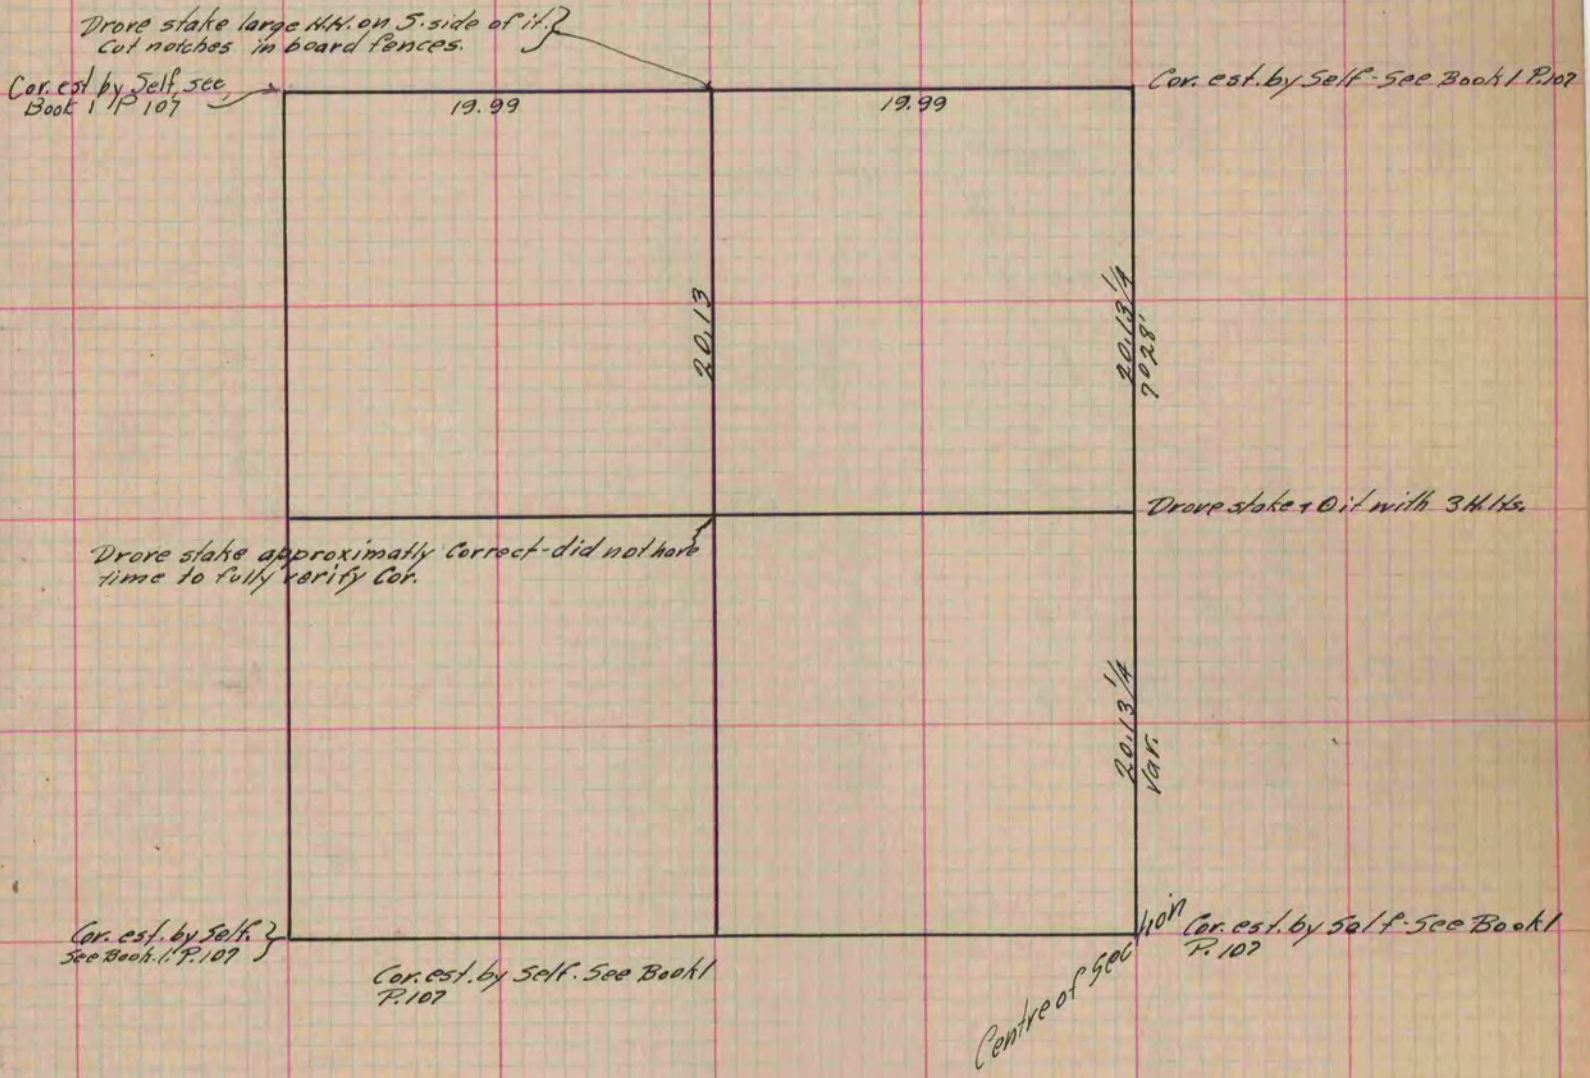 Drove stake large H.H. on S. side of it.
Cut notches in board fences.
Cor. est by Self, see
Book 1 P 107
Cor. est. by Self - See Book 1 P. 107
19.99
19.99
20.13
20.13 1/4
7° 28'
Drove stake & O it with 3 H. Hs.
Drove stake approximatly Correct - did not have
time to fully verify Cor.
20.13 1/4
Var.
Cor. est. by Self.
See Book. 1. P. 107
Cor. est. by Self. See Book 1
P. 107
Centre of Section
Cor. est. by Self - See Book 1
P. 107